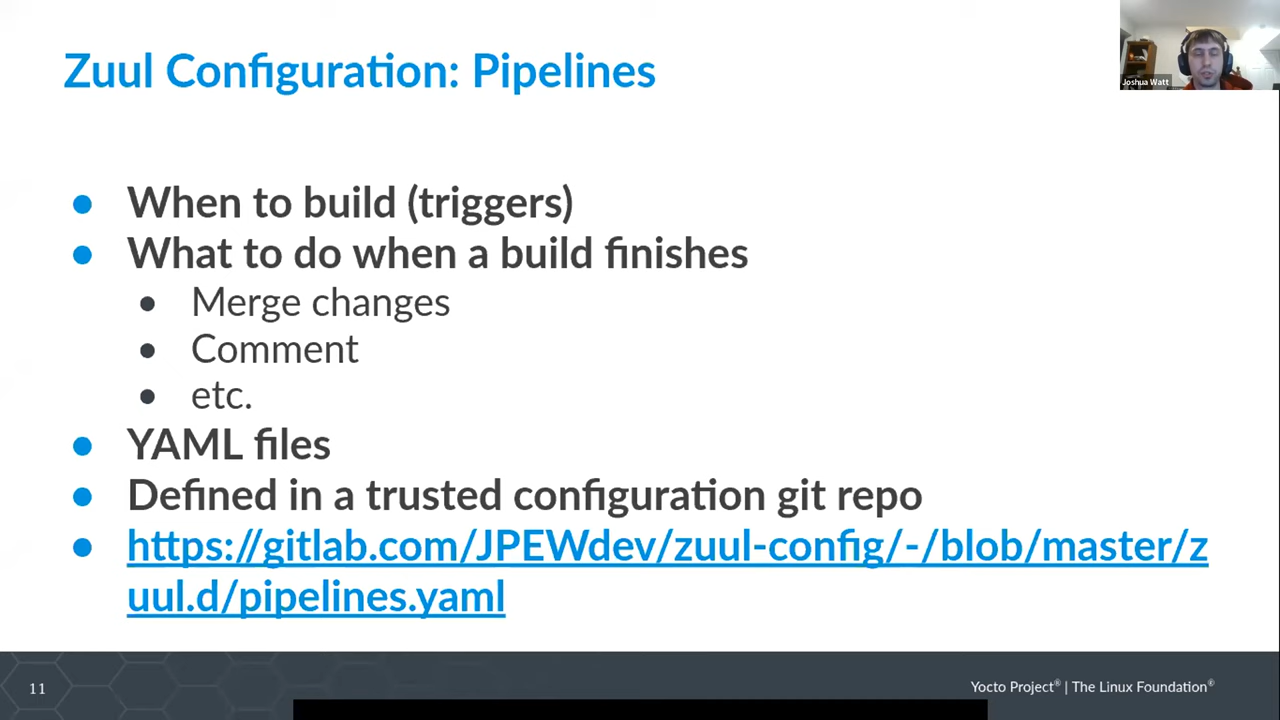 Zuul Configuration: Pipelines
Joshua Watt
● When to build (triggers)
● What to do when a build finishes
● Merge changes
● Comment
● etc.
● YAML files
● Defined in a trusted configuration git repo
● https://gitlab.com/JPEWdev/zuul-config/-/blob/master/z
uul.d/pipelines.yaml
11
Yocto Project® | The Linux Foundation®